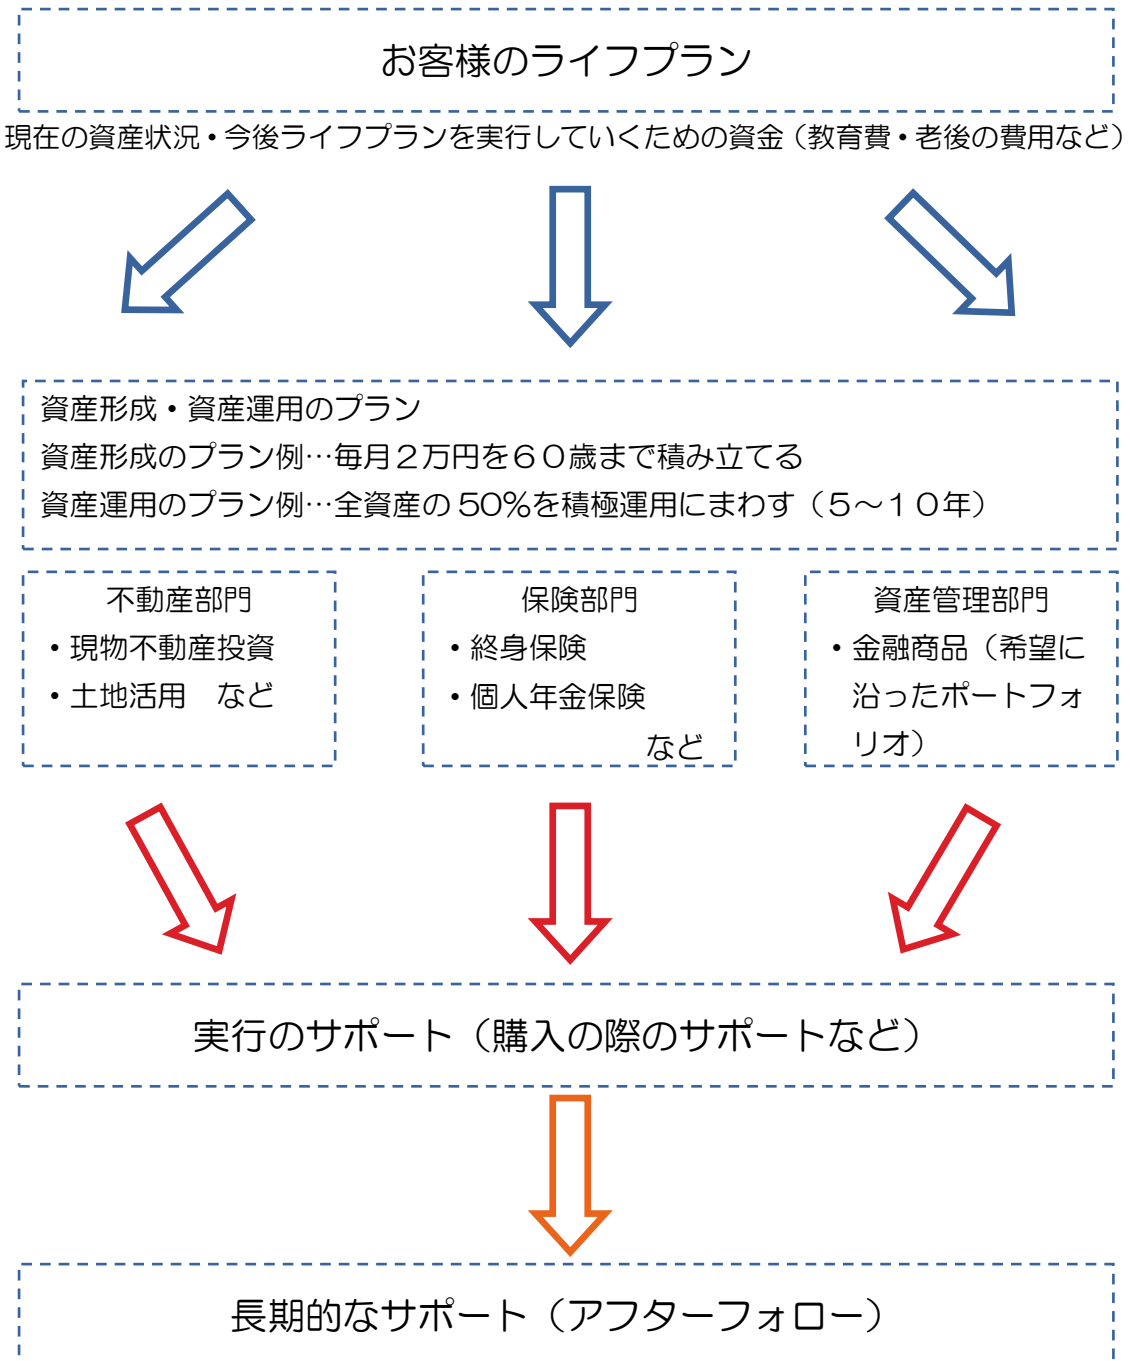 お客様のライフプラン
現在の資産状況・今後ライフプランを実行していくための資金（教育費・老後の費用など）
資産形成・資産運用のプラン
資産形成のプラン例…毎月２万円を６０歳まで積み立てる
資産運用のプラン例…全資産の 50%を積極運用にまわす（５～１０年）
不動産部門
・現物不動産投資
・土地活用　など
保険部門
・終身保険
・個人年金保険
など
資産管理部門
・金融商品（希望に
沿ったポートフォ
リオ）
実行のサポート（購入の際のサポートなど）
長期的なサポート（アフターフォロー）